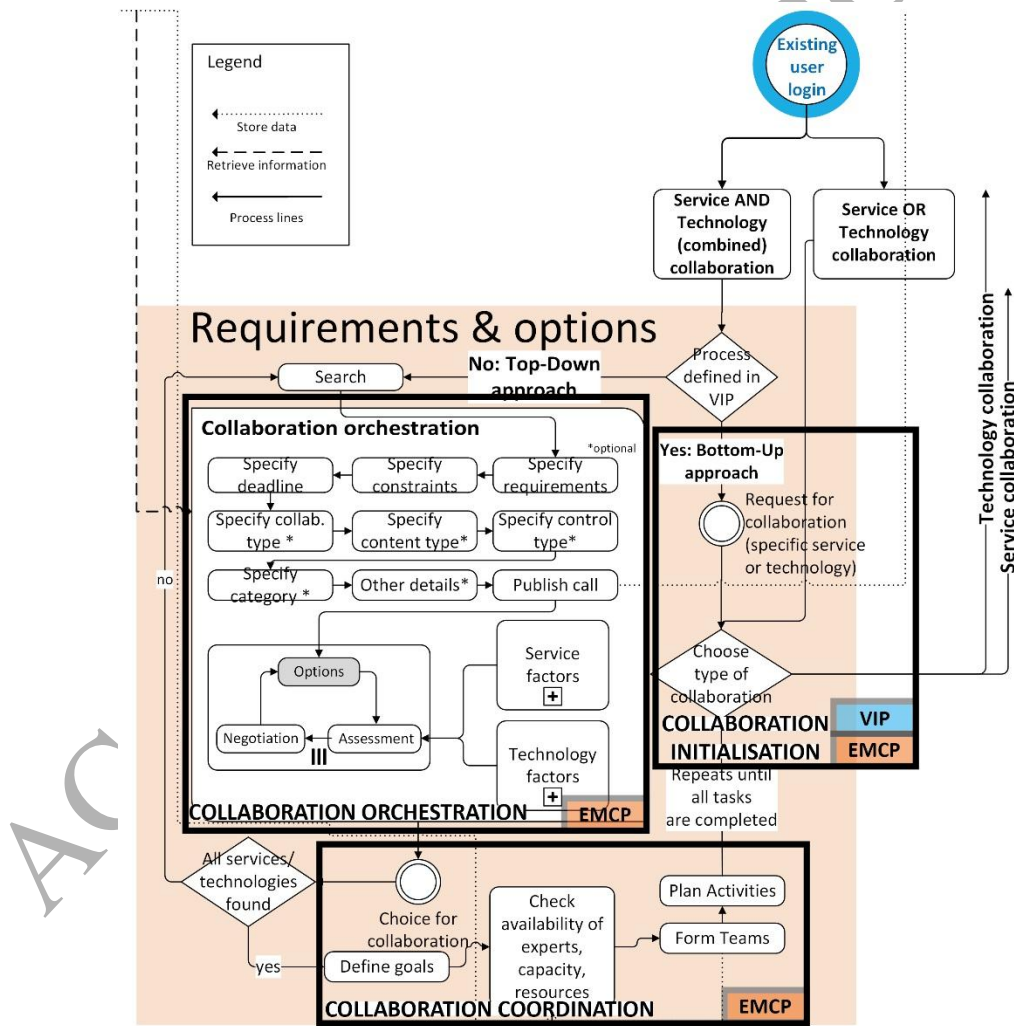 Existing
user
login
Legend
Store data
Retrieve information
Process lines
Service AND
Technology
(combined)
collaboration
Service OR
Technology
collaboration
Technology collaboration
Service collaboration
Requirements & options
Process
defined in
VIP
No: Top-Down
approach
Search
Collaboration orchestration
*optional
Specify
deadline
Specify
constraints
Specify
requirements
Specify collab.
type *
Specify
content type*
Specify control
type*
Specify
category *
Other details*
Publish call
no
Yes: Bottom-Up
approach
Request for
collaboration
(specific service
or technology)
Options
Negotiation
Assessment
III
Service
factors
+
Technology
factors
+
Choose
type of
collaboration
COLLABORATION
INITIALISATION
VIP
EMCP
COLLABORATION ORCHESTRATION
EMCP
Repeats until
all tasks
are completed
All services/
technologies
found
Choice for
collaboration
yes
Define goals
Check
availability of
experts,
capacity,
resources
Plan Activities
Form Teams
COLLABORATION COORDINATION
EMCP
AC